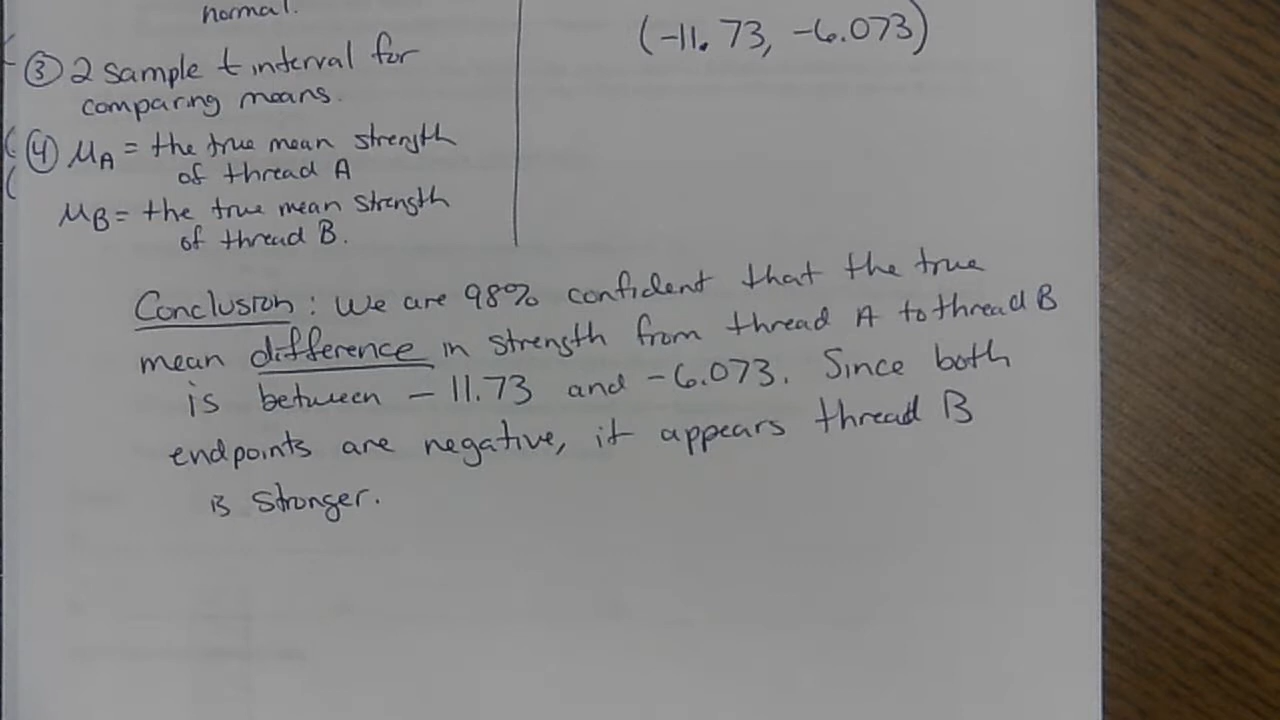 normal.
③ 2 sample t interval for
comparing means.
④ μA = the true mean strength
of thread A
μB = the true mean strength
of thread B.
(-11.73, -6.073)
Conclusion: We are 98% confident that the true
mean difference in strength from thread A to thread B
is between -11.73 and -6.073. Since both
endpoints are negative, it appears thread B
is stronger.